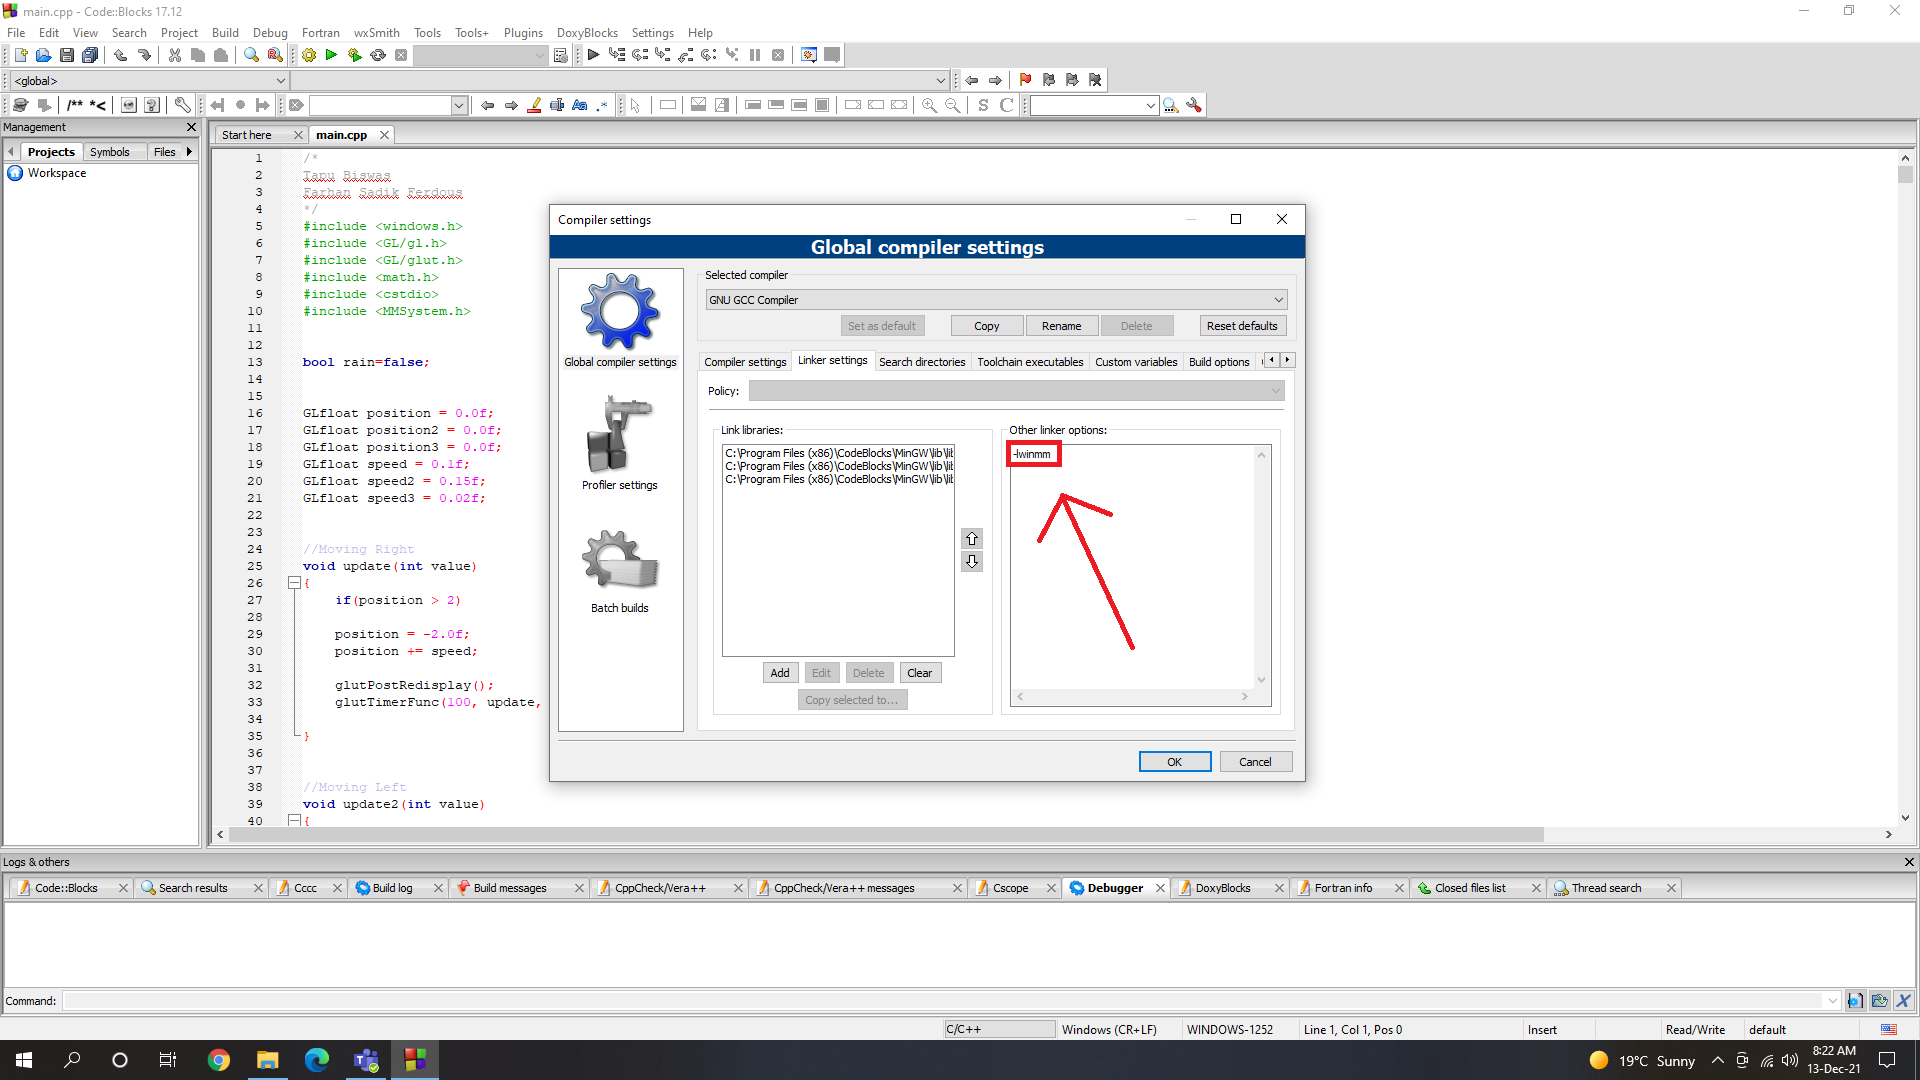 main.cpp - Code::Blocks 17.12
File Edit View Search Project Build Debug Fortran wxSmith Tools Tools+ Plugins DoxyBlocks Settings Help
<global>
/** *<
Aa .*
S C
Management
Projects Symbols Files
Workspace
Start here main.cpp
1 /*
2 Tapu Biswas
3 Farhan Sadik Ferdous
4 */
5 #include <windows.h>
6 #include <GL/gl.h>
7 #include <GL/glut.h>
8 #include <math.h>
9 #include <cstdio>
10 #include <MMSystem.h>
11
12
13 bool rain=false;
14
15
16 GLfloat position = 0.0f;
17 GLfloat position2 = 0.0f;
18 GLfloat position3 = 0.0f;
19 GLfloat speed = 0.1f;
20 GLfloat speed2 = 0.15f;
21 GLfloat speed3 = 0.02f;
22
23
24 //Moving Right
25 void update(int value)
26 {
27 if(position > 2)
28
29 position = -2.0f;
30 position += speed;
31
32 glutPostRedisplay();
33 glutTimerFunc(100, update,
34
35 }
36
37
38 //Moving Left
39 void update2(int value)
40 {
Compiler settings
Global compiler settings
Global compiler settings
Profiler settings
Batch builds
Selected compiler
GNU GCC Compiler
Set as default Copy Rename Delete Reset defaults
Compiler settings Linker settings Search directories Toolchain executables Custom variables Build options
Policy:
Link libraries:
C:\Program Files (x86)\CodeBlocks\MinGW\lib\lib
C:\Program Files (x86)\CodeBlocks\MinGW\lib\lib
C:\Program Files (x86)\CodeBlocks\MinGW\lib\lib
Add Edit Delete Clear
Copy selected to...
Other linker options:
-lwinmm
OK Cancel
Logs & others
Code::Blocks Search results Cccc Build log Build messages CppCheck/Vera++ CppCheck/Vera++ messages Cscope Debugger DoxyBlocks Fortran info Closed files list Thread search
Command:
C/C++ Windows (CR+LF) WINDOWS-1252 Line 1, Col 1, Pos 0 Insert Read/Write default
19°C Sunny
8:22 AM
13-Dec-21